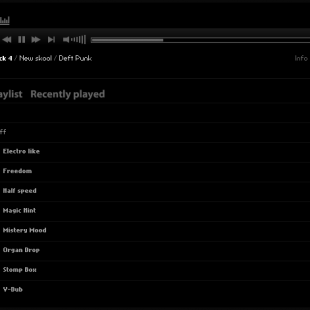 ck 4 / New skool / Deft Punk Info
aylist Recently played
ff
Electro like
Freedom
Half speed
Magic Hint
Mistery Mood
Organ Drop
Stomp Box
V-Dub